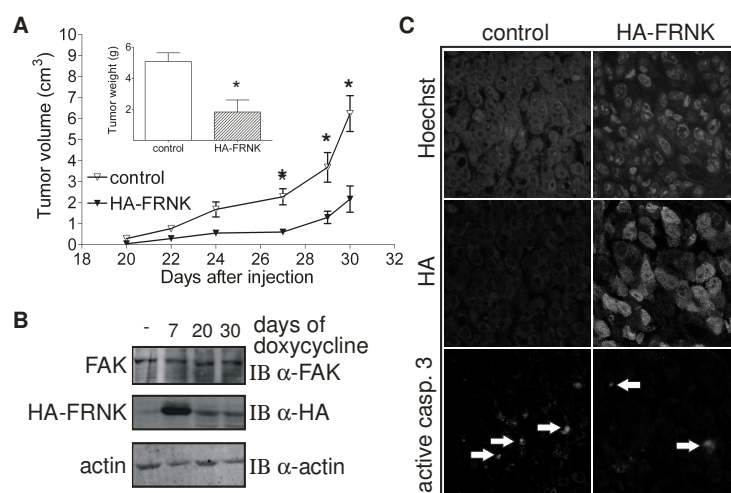 A
Tumor volume (cm³)
10
9
8
7
6
5
4
3
2
1
0
18 20 22 24 26 28 30 32
Days after injection
control
HA-FRNK
Tumor weight (g)
6
4
2
control HA-FRNK
*
* * *
B
- 7 20 30 days of
doxycycline
FAK IB α-FAK
HA-FRNK IB α-HA
actin IB α-actin
C
control HA-FRNK
Hoechst
HA
active casp. 3